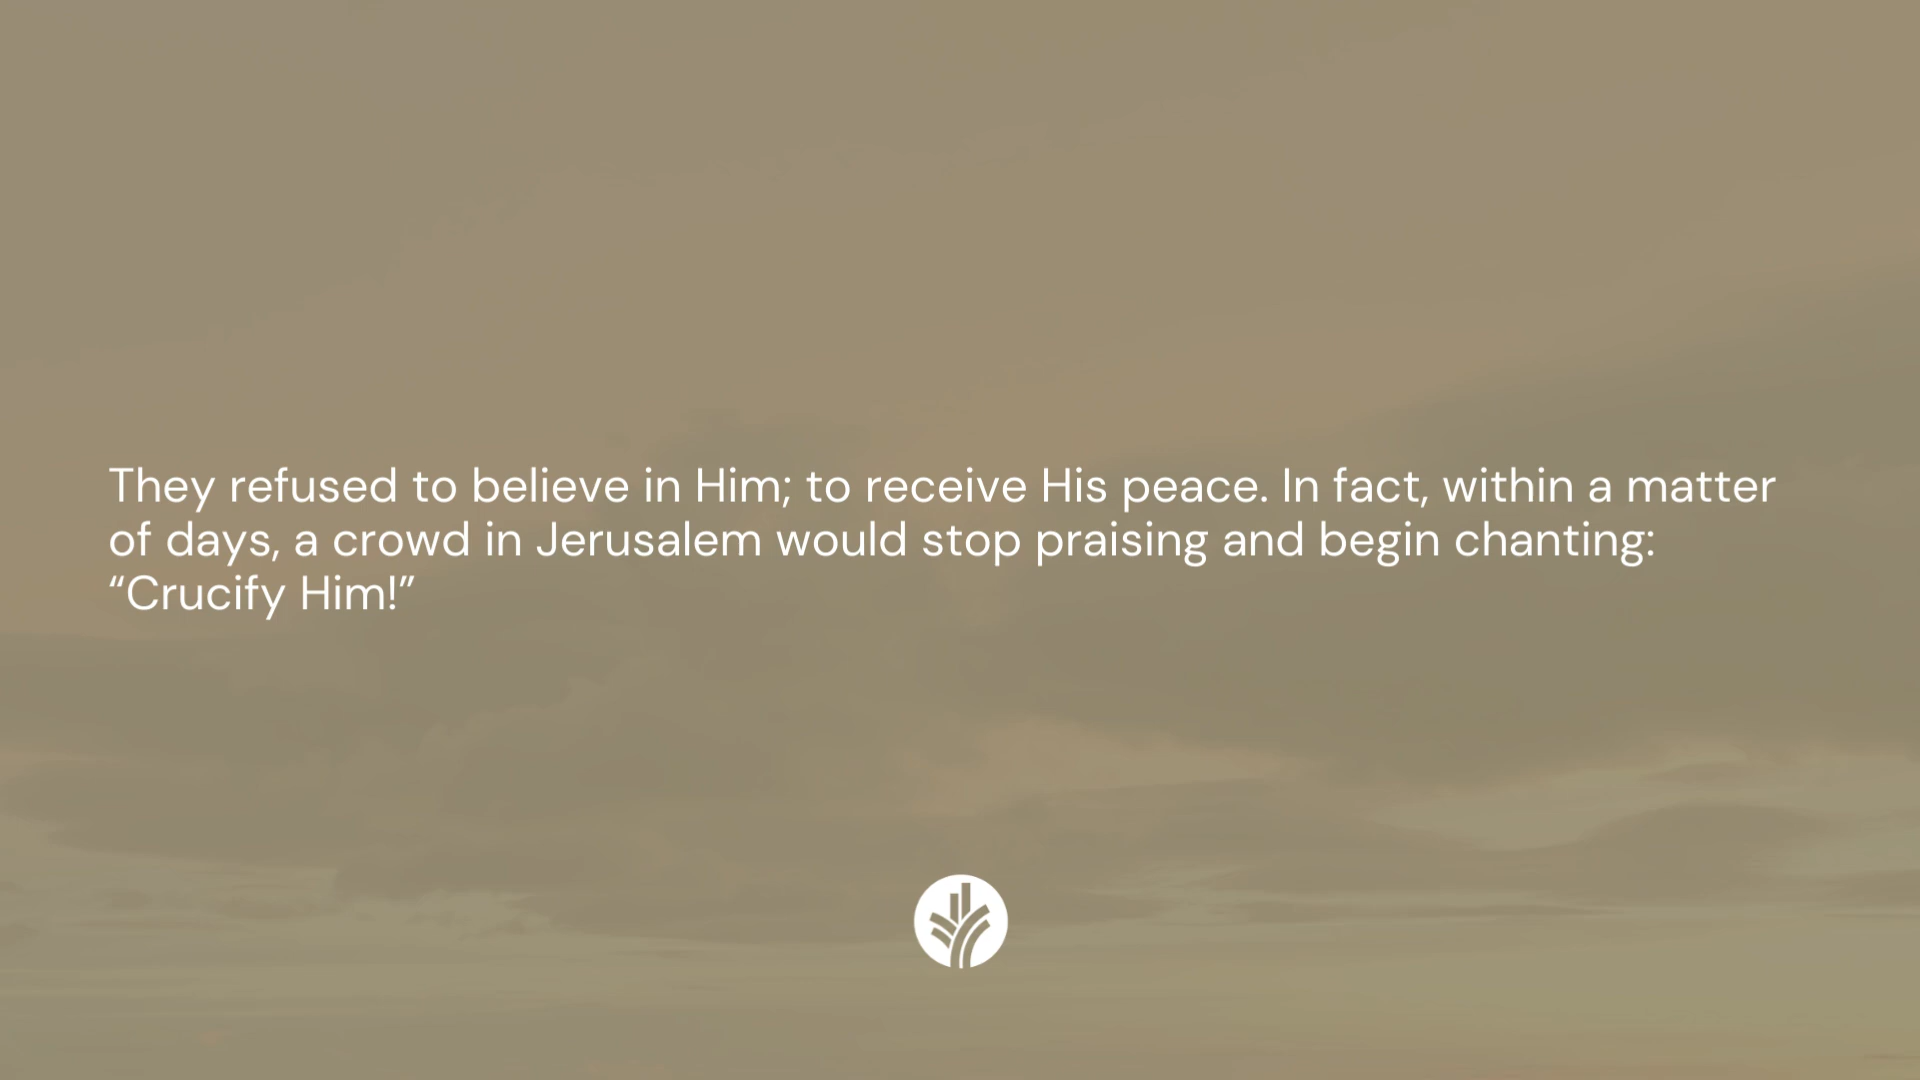 They refused to believe in Him; to receive His peace. In fact, within a matter
of days, a crowd in Jerusalem would stop praising and begin chanting:
“Crucify Him!”